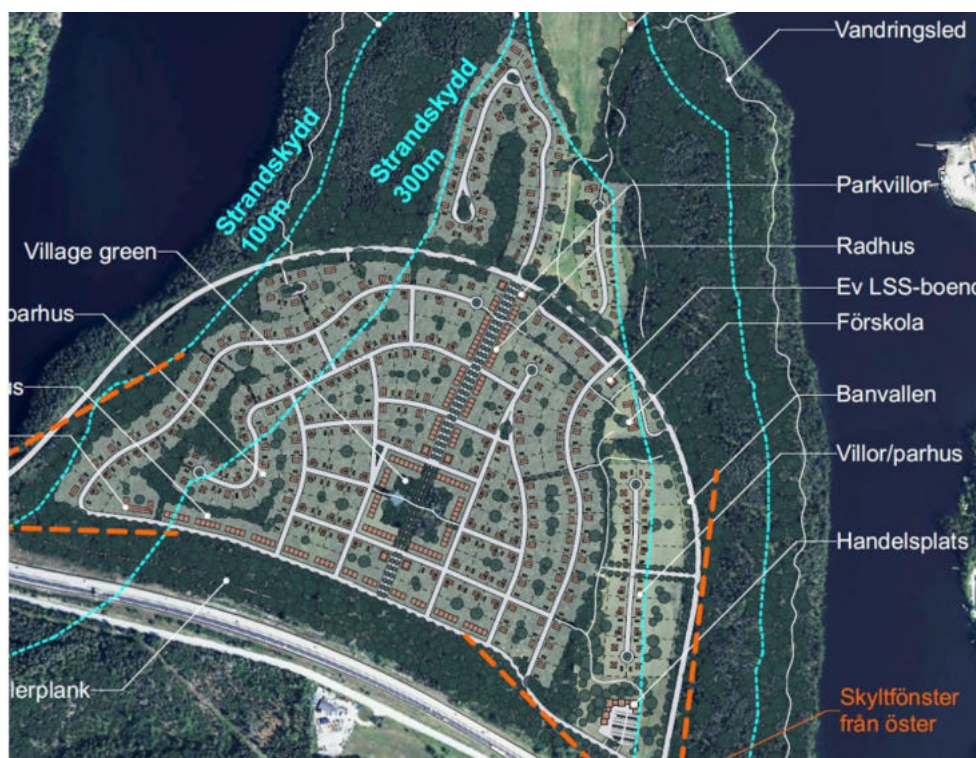 Vandringsled
Strandskydd
100m
Strandskydd
300m
Parkvillor
Village green
Radhus
Ev LSS-boend
parhus
Förskola
us
Banvallen
Villor/parhus
Handelsplats
lerplank
Skyltfönster
från öster